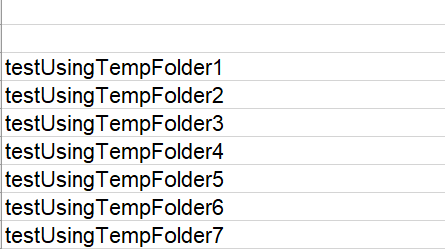 testUsingTempFolder1
testUsingTempFolder2
testUsingTempFolder3
testUsingTempFolder4
testUsingTempFolder5
testUsingTempFolder6
testUsingTempFolder7